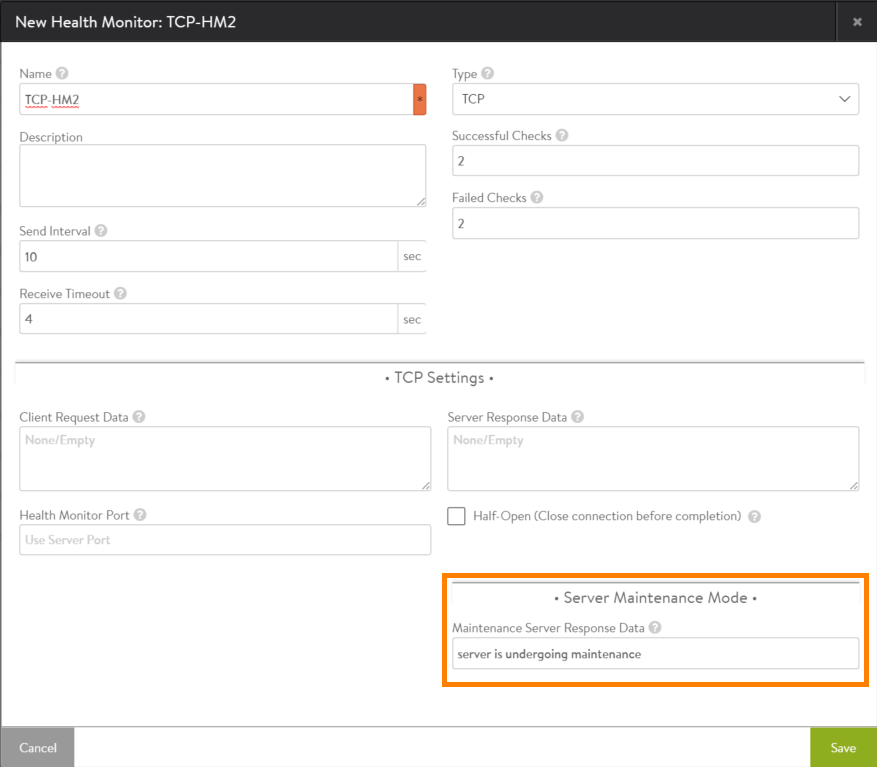 New Health Monitor: TCP-HM2
×
Name ?
TCP-HM2
*
Type ?
TCP
Description
Successful Checks ?
2
Failed Checks ?
2
Send Interval ?
10
sec
Receive Timeout ?
4
sec
• TCP Settings •
Client Request Data ?
None/Empty
Server Response Data ?
None/Empty
Health Monitor Port ?
Use Server Port
Half-Open (Close connection before completion) ?
• Server Maintenance Mode •
Maintenance Server Response Data ?
server is undergoing maintenance
Cancel
Save